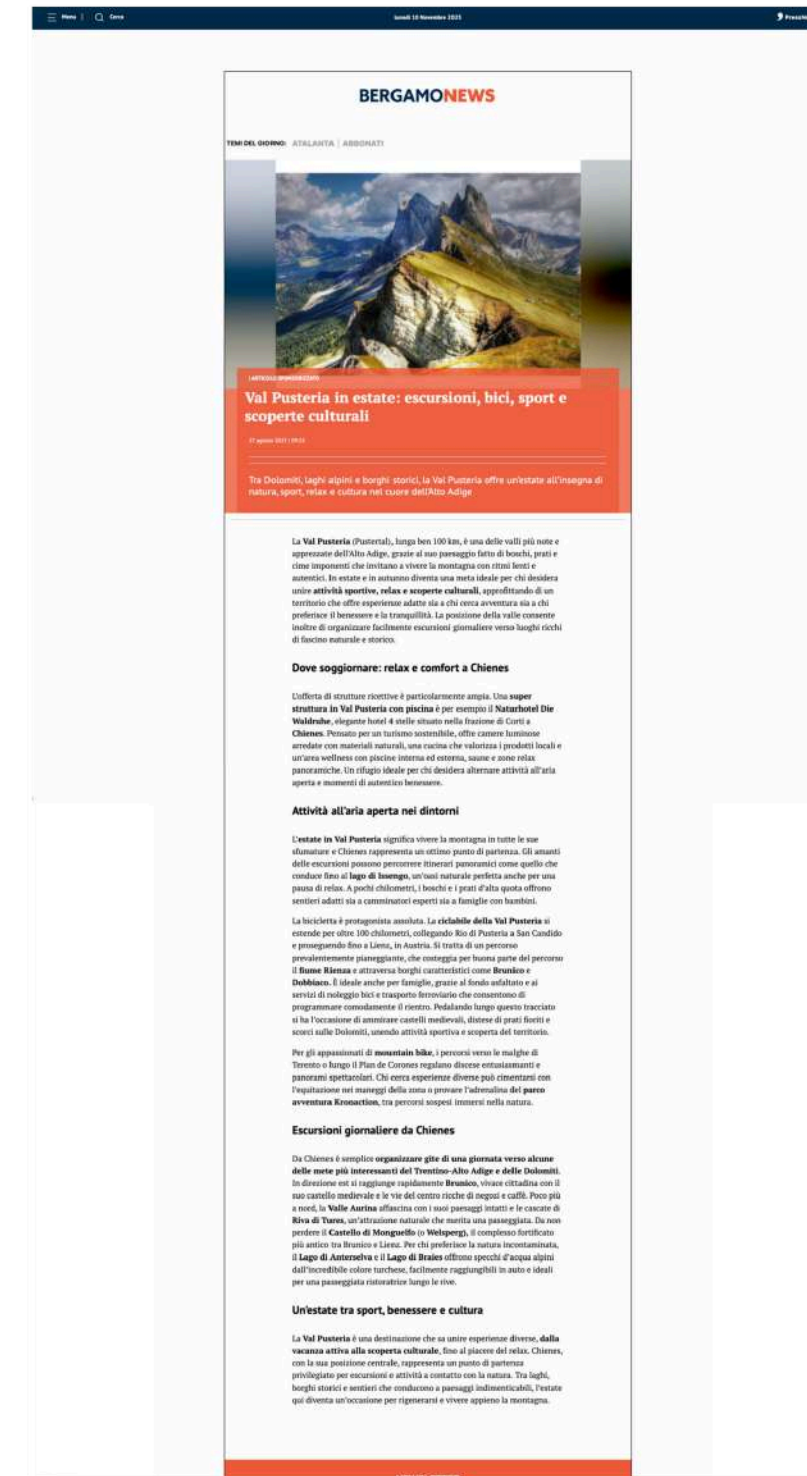 Menu | Cerca
lunedì 10 Novembre 2025
BERGAMONEWS
TEMI DEL GIORNO: ATALANTA | ABBONATI
| ARTICOLO SPONSORIZZATO
Val Pusteria in estate: escursioni, bici, sport e
scoperte culturali
Tra Dolomiti, laghi alpini e borghi storici, la Val Pusteria offre un'estate all'insegna di
natura, sport, relax e cultura nel cuore dell'Alto Adige
La Val Pusteria (Pustertal), lunga ben 100 km, è una delle valli più note e
apprezzate dell'Alto Adige, grazie al suo paesaggio fatto di boschi, prati e
cime imponenti che invitano a vivere la montagna con ritmi lenti e
autentici. In estate e in autunno diventa una meta ideale per chi desidera
unire attività sportive, relax e scoperte culturali, approfittando di un
territorio che offre esperienze adatte sia a chi cerca avventura sia a chi
preferisce il benessere e la tranquillità. La posizione della valle consente
inoltre di organizzare facilmente escursioni giornaliere verso luoghi ricchi
di fascino naturale e storico.
Dove soggiornare: relax e comfort a Chienes
L'offerta di strutture ricettive è particolarmente ampia. Una super
struttura in Val Pusteria con piscina è per esempio il Naturhotel Die
Waldruhe, elegante hotel 4 stelle situato nella frazione di Corti a
Chienes. Pensato per un turismo sostenibile, offre camere luminose
arredate con materiali naturali, una cucina che valorizza i prodotti locali e
un'area wellness con piscine interna ed esterna, saune e zone relax
panoramiche. Un rifugio ideale per chi desidera alternare attività all'aria
aperta e momenti di autentico benessere.
Attività all'aria aperta nei dintorni
L'estate in Val Pusteria significa vivere la montagna in tutte le sue
sfumature e Chienes rappresenta un ottimo punto di partenza. Gli amanti
delle escursioni possono percorrere itinerari panoramici come quello che
conduce fino al lago di Issengo, un'oasi naturale perfetta anche per una
pausa di relax. A pochi chilometri, i boschi e i prati d'alta quota offrono
sentieri adatti sia a camminatori esperti sia a famiglie con bambini.
La bicicletta è protagonista assoluta. La ciclabile della Val Pusteria si
estende per oltre 100 chilometri, collegando Rio di Pusteria a San Candido
e proseguendo fino a Lienz, in Austria. Si tratta di un percorso
prevalentemente pianeggiante, che costeggia per buona parte del percorso
il fiume Rienza e attraversa borghi caratteristici come Brunico e
Dobbiaco. È ideale anche per famiglie, grazie al fondo asfaltato e ai
servizi di noleggio bici e trasporto ferroviario che consentono di
programmare comodamente il rientro. Pedalando lungo questo tracciato
si ha l'occasione di ammirare castelli medievali, distese di prati fioriti e
scorci sulle Dolomiti, unendo attività sportiva e scoperta del territorio.
Per gli appassionati di mountain bike, i percorsi verso le malghe di
Terento o lungo il Plan de Corones regalano discese entusiasmanti e
panorami spettacolari. Chi cerca esperienze diverse può cimentarsi con
l'equitazione nei maneggi della zona o provare l'adrenalina del parco
avventura Kronaction, tra percorsi sospesi immersi nella natura.
Escursioni giornaliere da Chienes
Da Chienes è semplice organizzare gite di una giornata verso alcune
delle mete più interessanti del Trentino-Alto Adige e delle Dolomiti.
In direzione est si raggiunge rapidamente Brunico, vivace cittadina con il
suo castello medievale e le vie del centro ricche di negozi e caffè. Poco più
a nord, la Valle Aurina affascina con i suoi paesaggi intatti e le cascate di
Riva di Tures, un'attrazione naturale che merita una passeggiata. Da non
perdere il Castello di Monguelfo (o Welsperg), il complesso fortificato
più antico tra Brunico e Lienz. Per chi preferisce la natura incontaminata,
il Lago di Anterselva e il Lago di Braies offrono specchi d'acqua alpini
dall'incredibile colore turchese, facilmente raggiungibili in auto e ideali
per una passeggiata ristoratrice lungo le rive.
Un'estate tra sport, benessere e cultura
La Val Pusteria è una destinazione che sa unire esperienze diverse, dalla
vacanza attiva alla scoperta culturale, fino al piacere del relax. Chienes,
con la sua posizione centrale, rappresenta un punto di partenza
privilegiato per escursioni e attività a contatto con la natura. Tra laghi,
borghi storici e sentieri che conducono a paesaggi indimenticabili, l'estate
qui diventa un'occasione per rigenerarsi e vivere appieno la montagna.